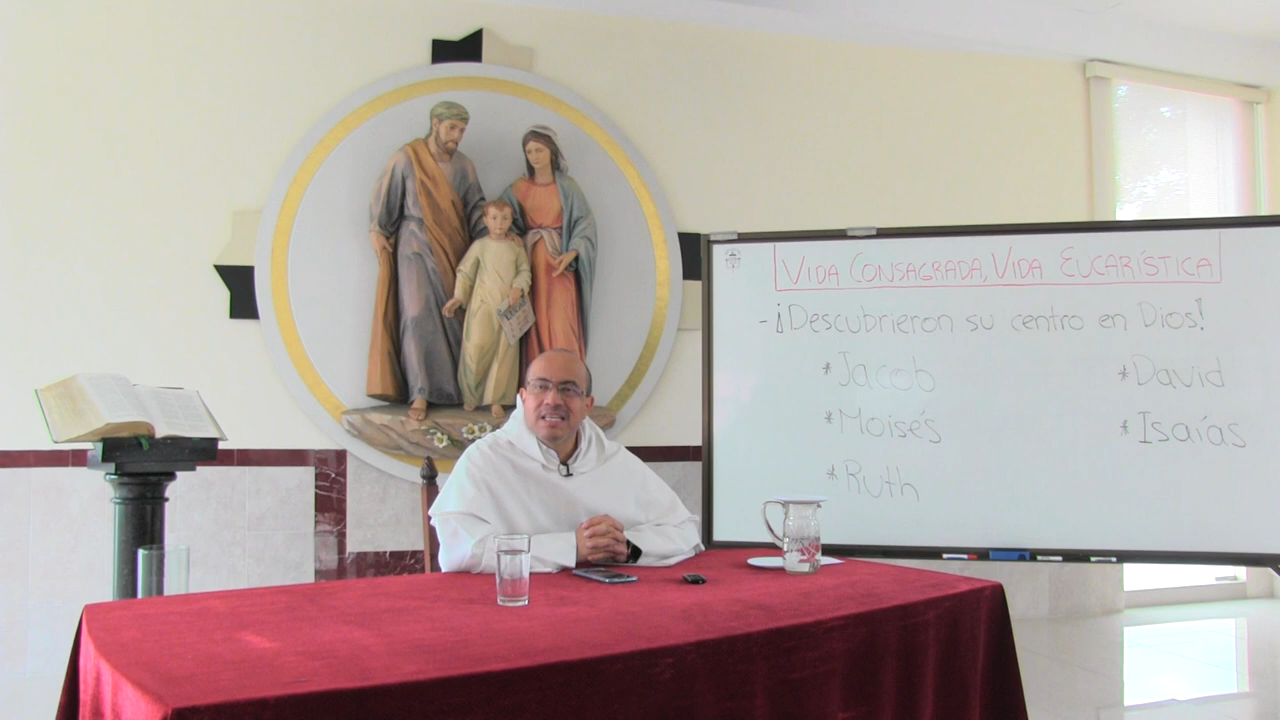 VIDA CONSAGRADA, VIDA EUCARÍSTICA
-¡Descubrieron su centro en Dios!
*Jacob
*David
*Moisés
*Isaías
*Ruth